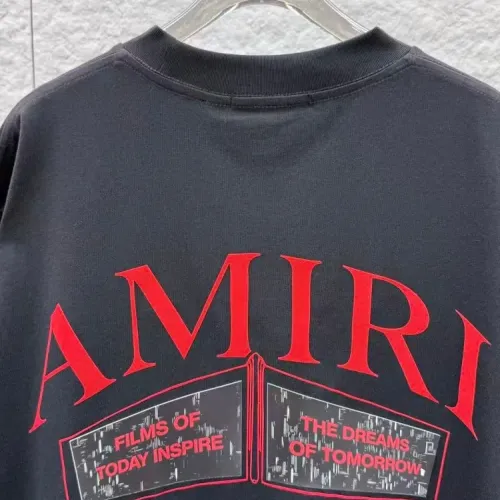 AMIRI
FILMS OF
TODAY INSPIRE
THE DREAMS
OF TOMORROW